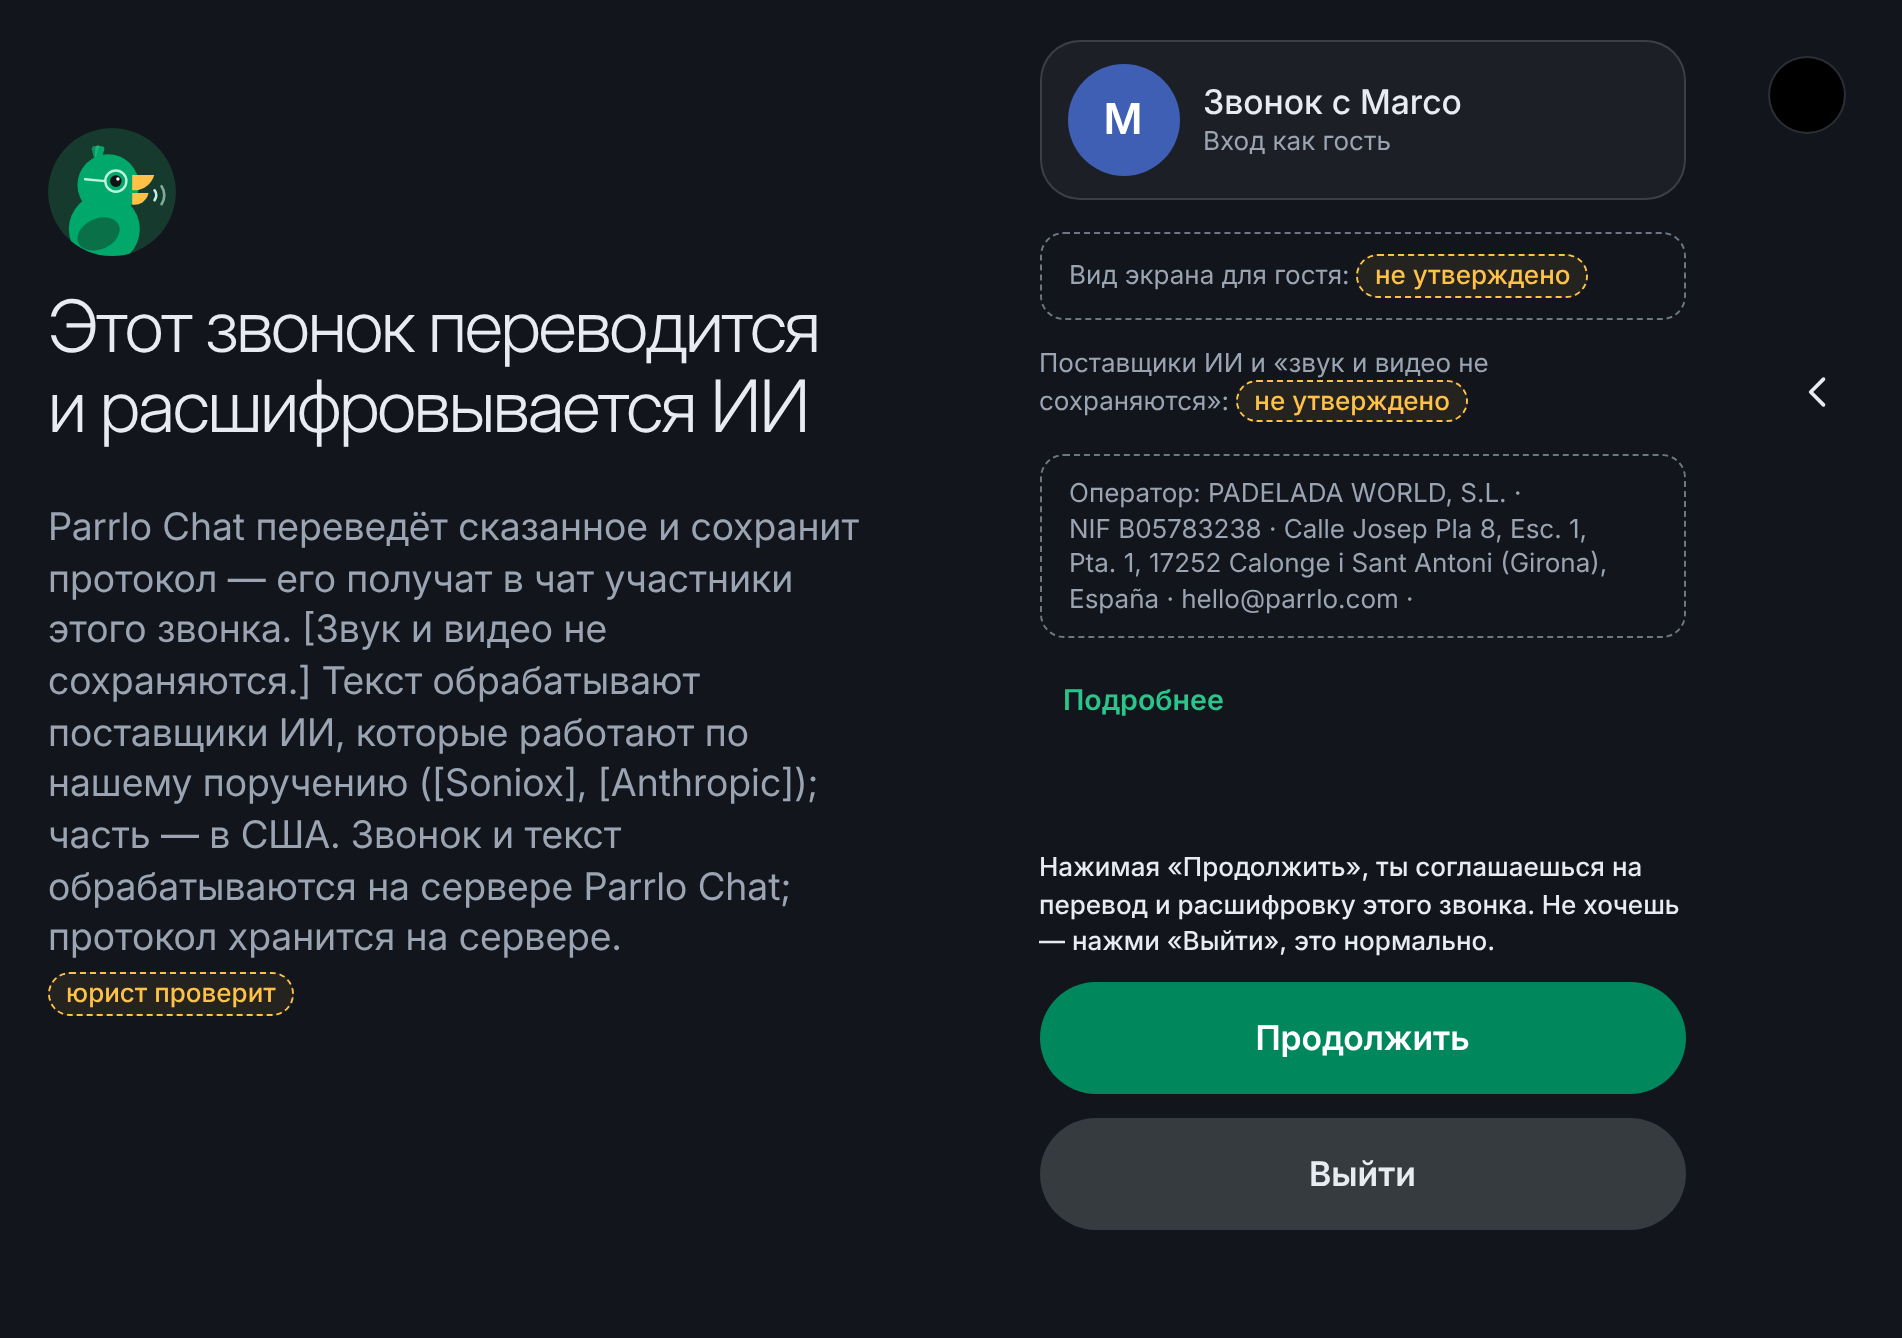 Этот звонок переводится
и расшифровывается ИИ
Parrlo Chat переведёт сказанное и сохранит
протокол — его получат в чат участники
этого звонка. [Звук и видео не
сохраняются.] Текст обрабатывают
поставщики ИИ, которые работают по
нашему поручению ([Soniox], [Anthropic]);
часть — в США. Звонок и текст
обрабатываются на сервере Parrlo Chat;
протокол хранится на сервере.
юрист проверит
M
Звонок с Marco
Вход как гость
Вид экрана для гостя: не утверждено
Поставщики ИИ и «звук и видео не
сохраняются»: не утверждено
Оператор: PADELADA WORLD, S.L. ·
NIF B05783238 · Calle Josep Pla 8, Esc. 1,
Pta. 1, 17252 Calonge i Sant Antoni (Girona),
España · hello@parrlo.com ·
Подробнее
Нажимая «Продолжить», ты соглашаешься на
перевод и расшифровку этого звонка. Не хочешь
— нажми «Выйти», это нормально.
Продолжить
Выйти